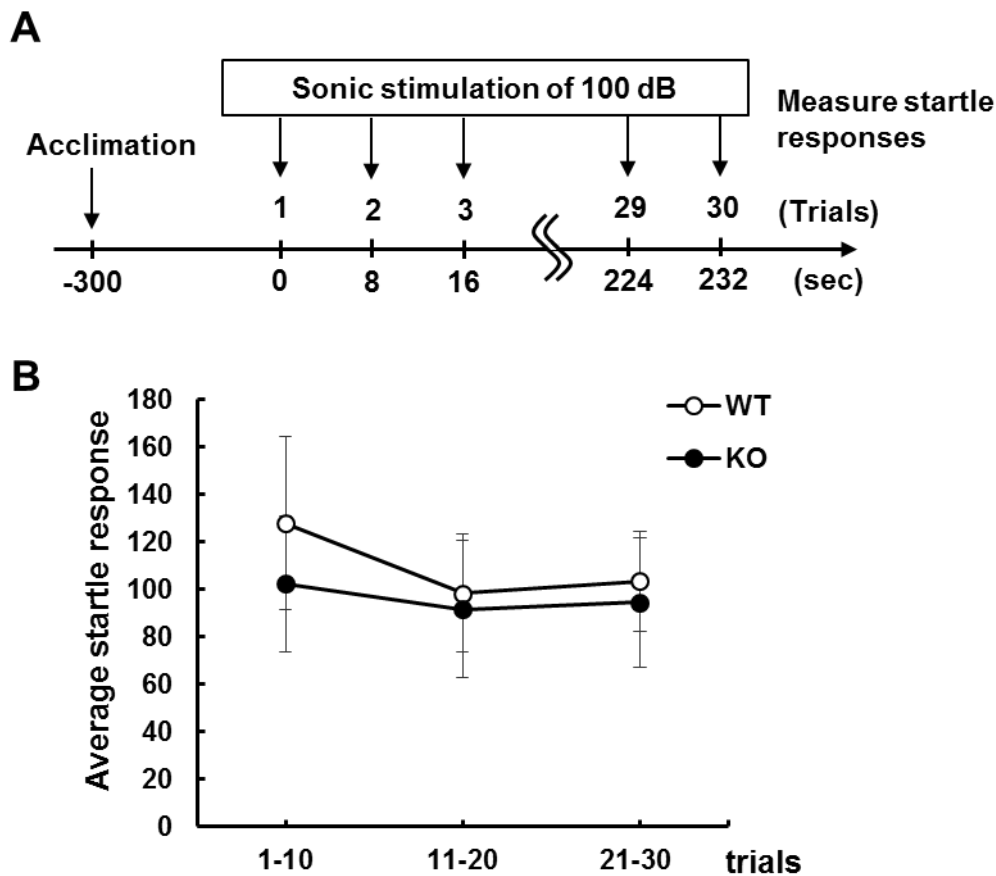 A
Sonic stimulation of 100 dB
Measure startle
responses
Acclimation
1 2 3 29 30 (Trials)
-300 0 8 16 224 232 (sec)
B
180
160
140
120
100
80
60
40
20
0
Average startle response
WT
KO
1-10 11-20 21-30 trials